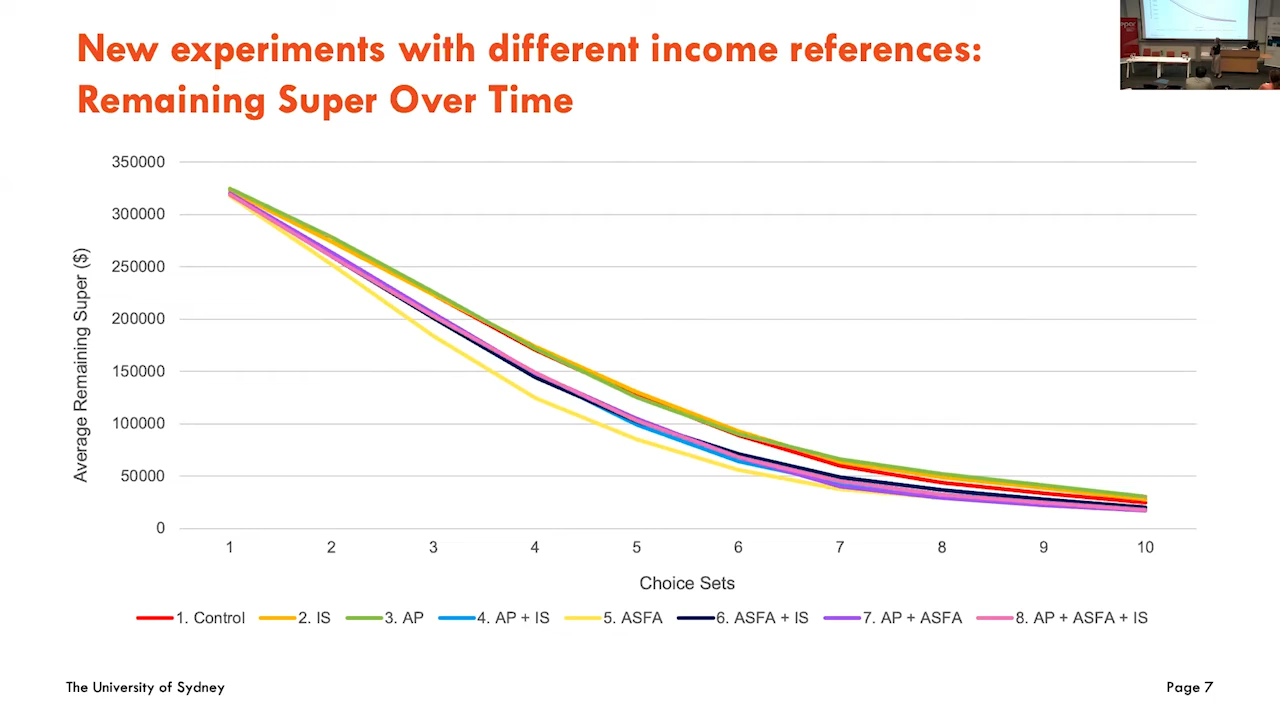 New experiments with different income references:
Remaining Super Over Time
350000
300000
250000
200000
150000
100000
50000
0
Average Remaining Super ($)
1 2 3 4 5 6 7 8 9 10
Choice Sets
1. Control 2. IS 3. AP 4. AP + IS 5. ASFA 6. ASFA + IS 7. AP + ASFA 8. AP + ASFA + IS
The University of Sydney
Page 7